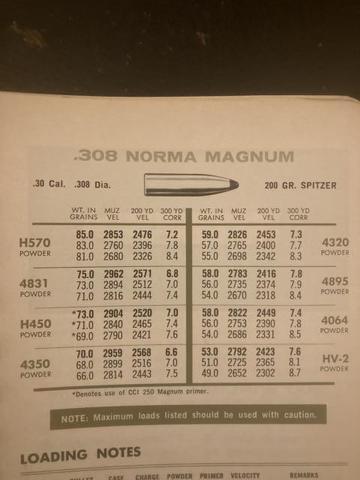 .308 NORMA MAGNUM
.30 Cal. .308 Dia. 200 GR. SPITZER
WT. IN GRAINS MUZ VEL 200 YD VEL 300 YD CORR WT. IN GRAINS MUZ VEL 200 YD VEL 300 YD CORR
H570 POWDER 85.0 2853 2476 7.2 59.0 2826 2453 7.3 4320 POWDER
83.0 2760 2396 7.8 57.0 2765 2400 7.7
81.0 2680 2326 8.4 55.0 2698 2342 8.3
4831 POWDER 75.0 2962 2571 6.8 58.0 2783 2416 7.8 4895 POWDER
73.0 2894 2512 7.0 56.0 2735 2374 7.9
71.0 2816 2444 7.4 54.0 2670 2318 8.4
H450 POWDER *73.0 2904 2520 7.0 58.0 2822 2449 7.4 4064 POWDER
*71.0 2840 2465 7.4 56.0 2753 2390 7.8
*69.0 2790 2421 7.6 54.0 2686 2331 8.5
4350 POWDER 70.0 2959 2568 6.6 53.0 2792 2423 7.6 HV-2 POWDER
68.0 2899 2516 7.0 51.0 2725 2365 8.1
66.0 2814 2443 7.5 49.0 2652 2302 8.7
*Denotes use of CCI 250 Magnum primer.
NOTE: Maximum loads listed should be used with caution.
LOADING NOTES
BULLET CASE CHARGE POWDER PRIMER VELOCITY REMARKS